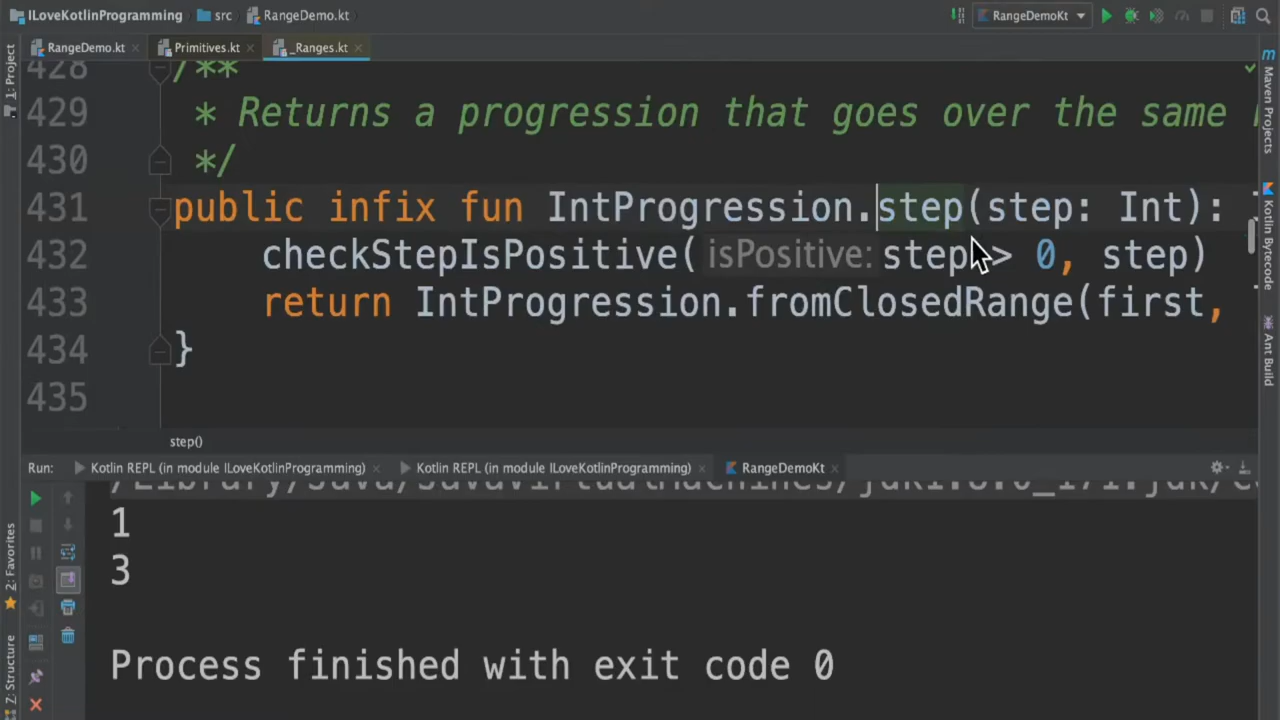 ILoveKotlinProgramming src RangeDemo.kt RangeDemoKt
RangeDemo.kt Primitives.kt _Ranges.kt
1: Project
Maven Projects
Kotlin Bytecode
Ant Build
428 /**
429 * Returns a progression that goes over the same
430 */
431 public infix fun IntProgression.step(step: Int):
432 checkStepIsPositive( isPositive: step > 0, step)
433 return IntProgression.fromClosedRange(first,
434 }
435
step()
Run: Kotlin REPL (in module ILoveKotlinProgramming) Kotlin REPL (in module ILoveKotlinProgramming) RangeDemoKt
1
3
Process finished with exit code 0
2: Favorites
Z: Structure